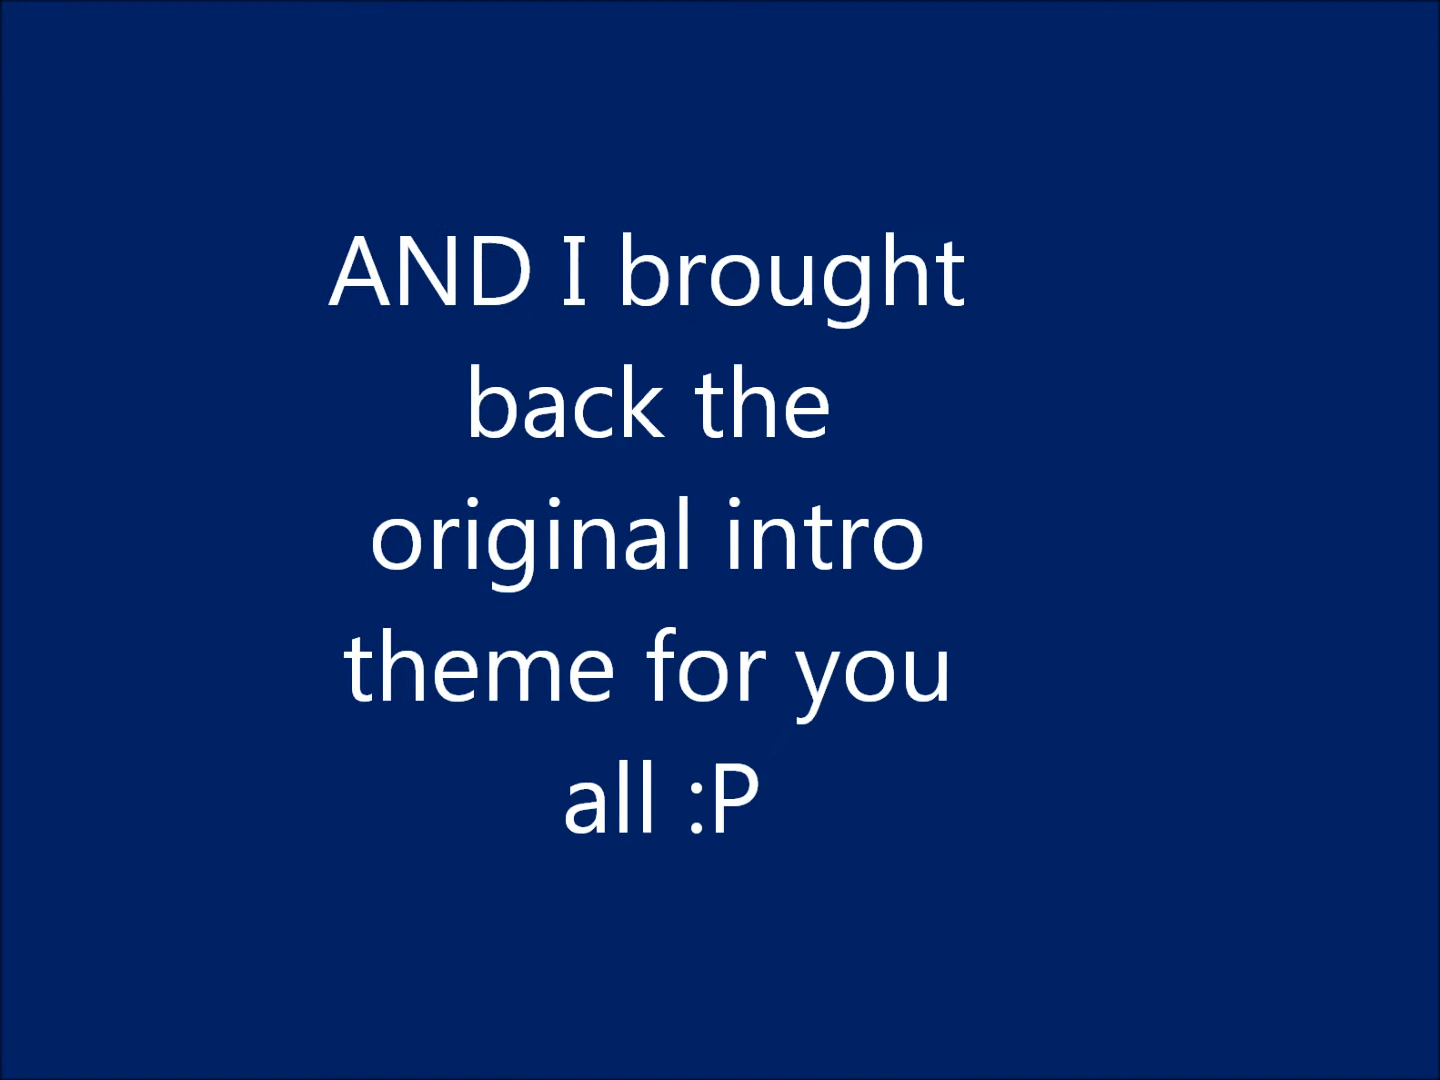 AND I brought
back the
original intro
theme for you
all :P